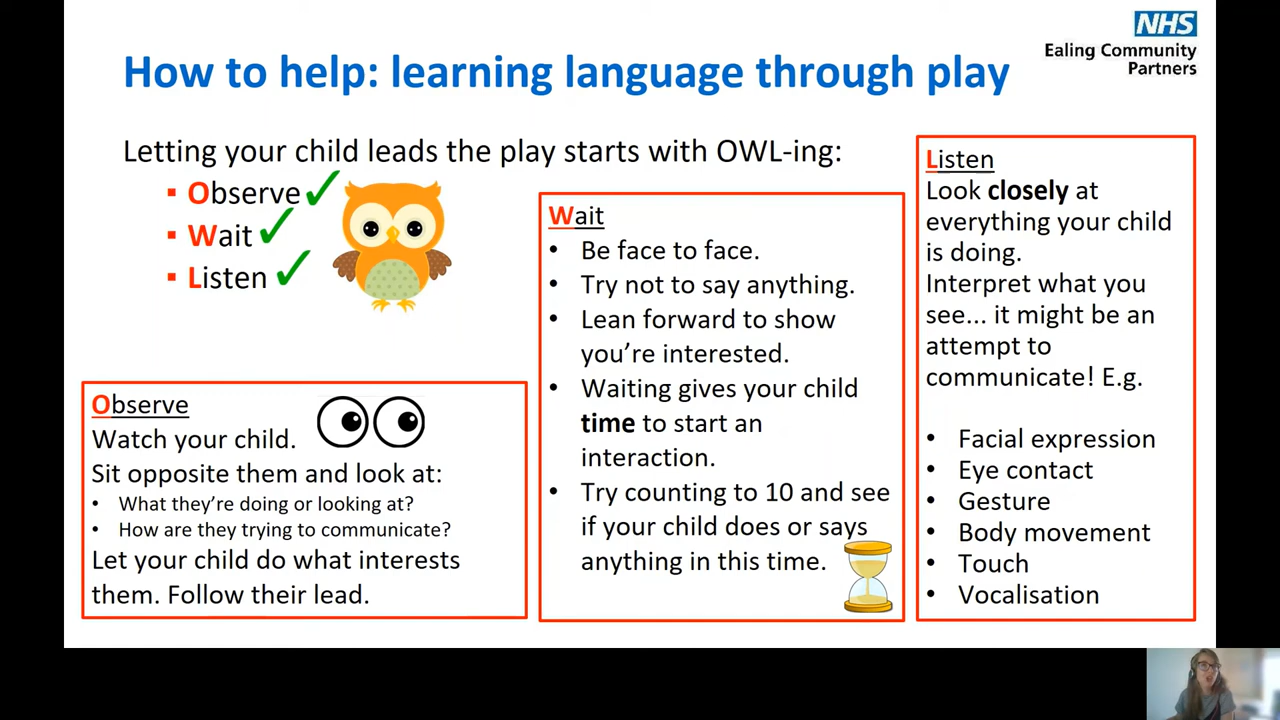 NHS
Ealing Community
Partners
How to help: learning language through play
Letting your child leads the play starts with OWL-ing:
▪ Observe
▪ Wait
▪ Listen
Observe
Watch your child.
Sit opposite them and look at:
• What they're doing or looking at?
• How are they trying to communicate?
Let your child do what interests
them. Follow their lead.
Wait
• Be face to face.
• Try not to say anything.
• Lean forward to show
you're interested.
• Waiting gives your child
time to start an
interaction.
• Try counting to 10 and see
if your child does or says
anything in this time.
Listen
Look closely at
everything your child
is doing.
Interpret what you
see... it might be an
attempt to
communicate! E.g.
• Facial expression
• Eye contact
• Gesture
• Body movement
• Touch
• Vocalisation